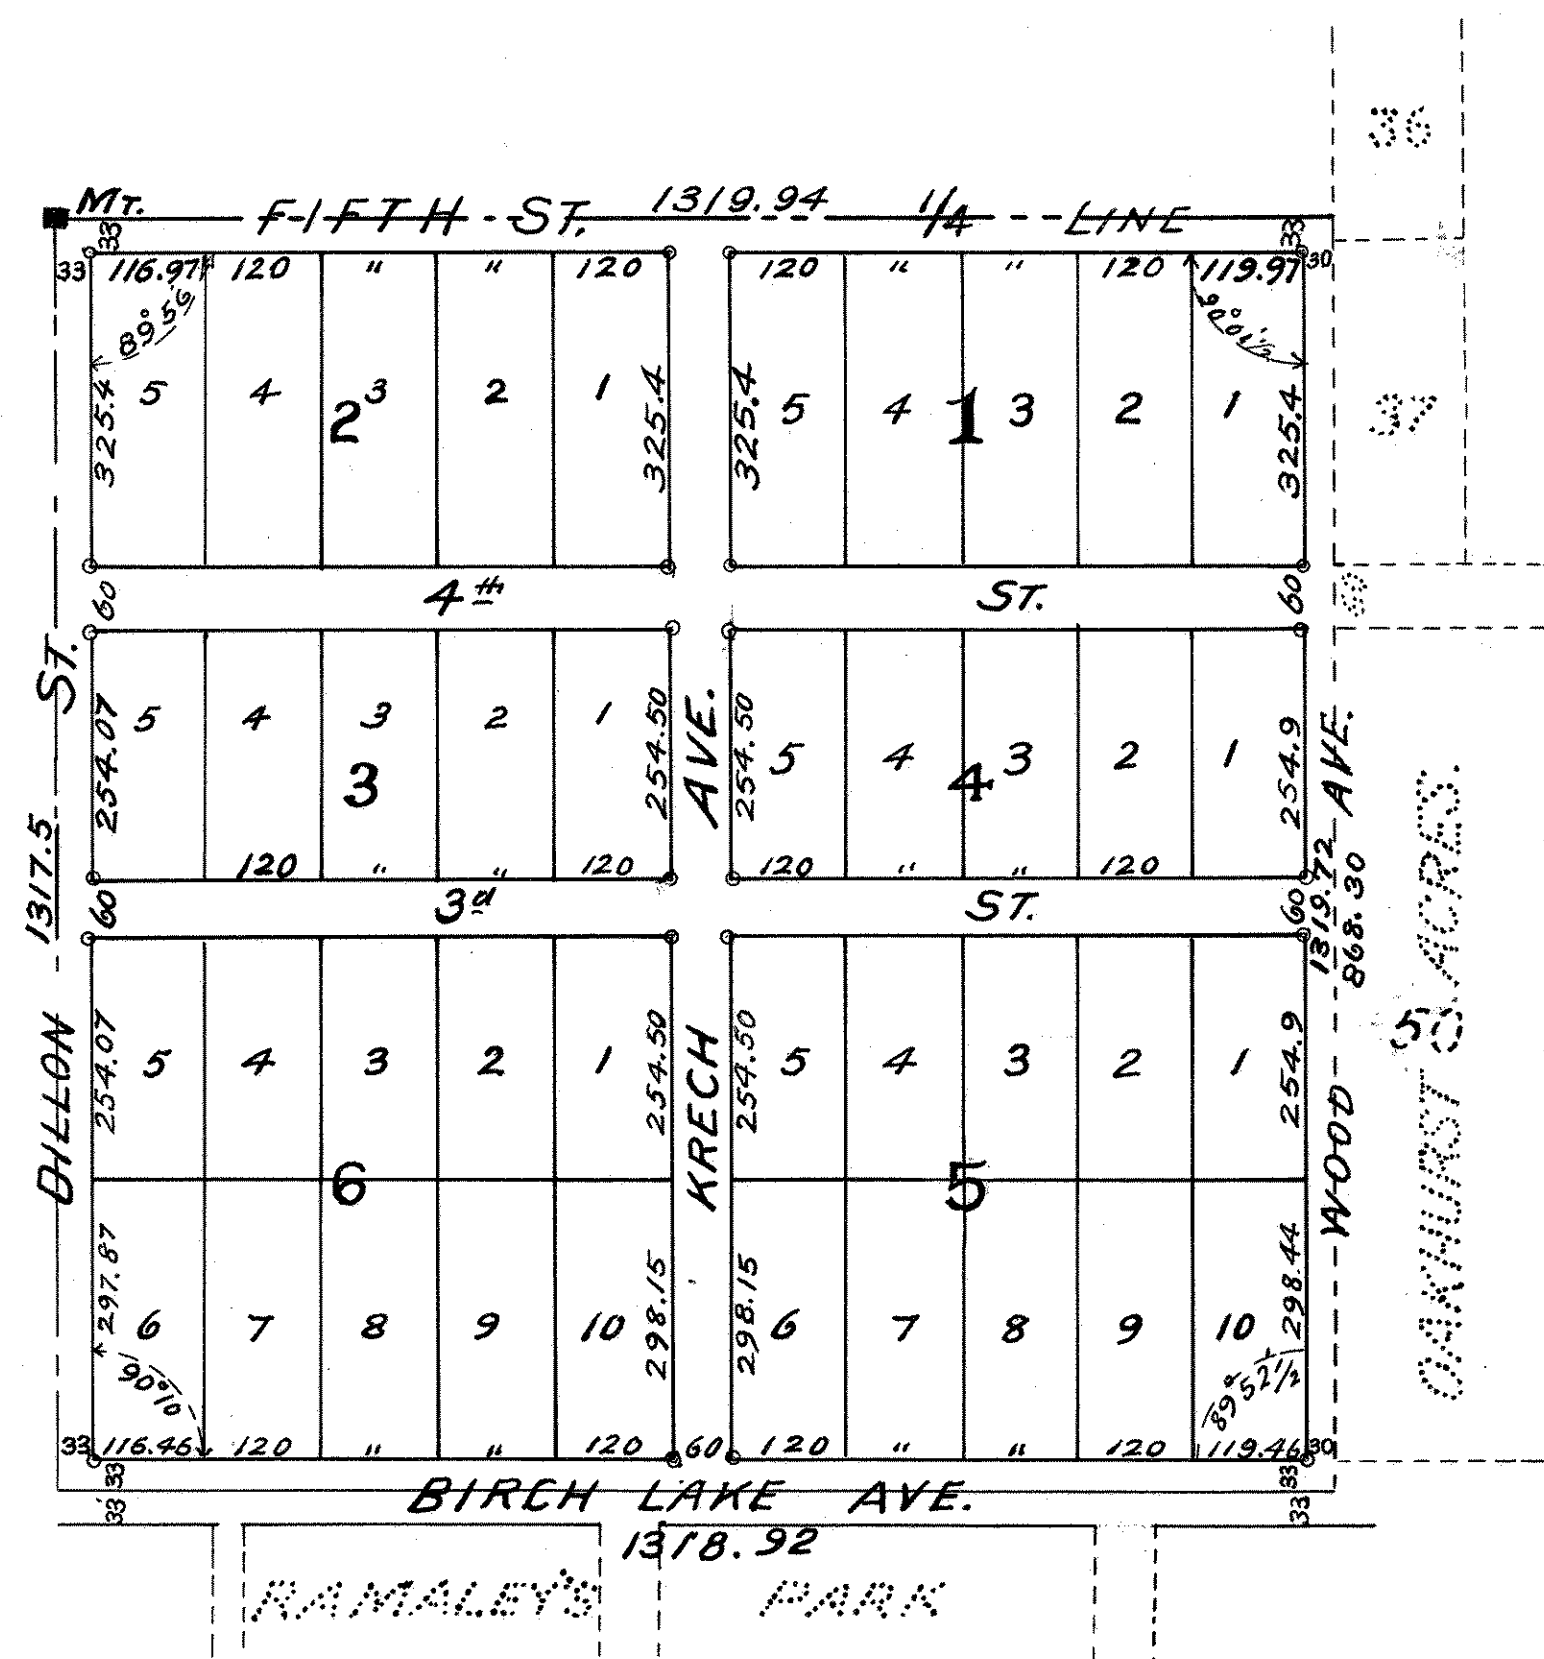 36
MT. FIFTH ST. 1319.94 1/4 LINE
33 33
33 116.97 120 " " 120 120 " " 120 119.97 30
89°56' 90°01'½
325.4 5 4 3 2 1 325.4 325.4 5 4 3 2 1 325.4 37
2 1
60 4th ST. 60
ST.
254.07 5 4 3 2 1 254.50 AVE. 254.50 5 4 3 2 1 254.9 AVE.
3 4
120 " " 120 120 " " 120
1317.5
60 3d ST. 60 1319.72 868.30
OAKHURST ACRES.
50
DILLON 254.07 5 4 3 2 1 254.50 KRECH 254.50 5 4 3 2 1 254.9 WOOD
6 5
297.87 6 7 8 9 10 298.15 298.15 6 7 8 9 10 298.44
90°10' 89°52'½
33 116.46 120 " " 120 60 120 " " 120 119.46 30
33 33
33' BIRCH LAKE AVE. 33
1318.92
RAMALEY'S PARK